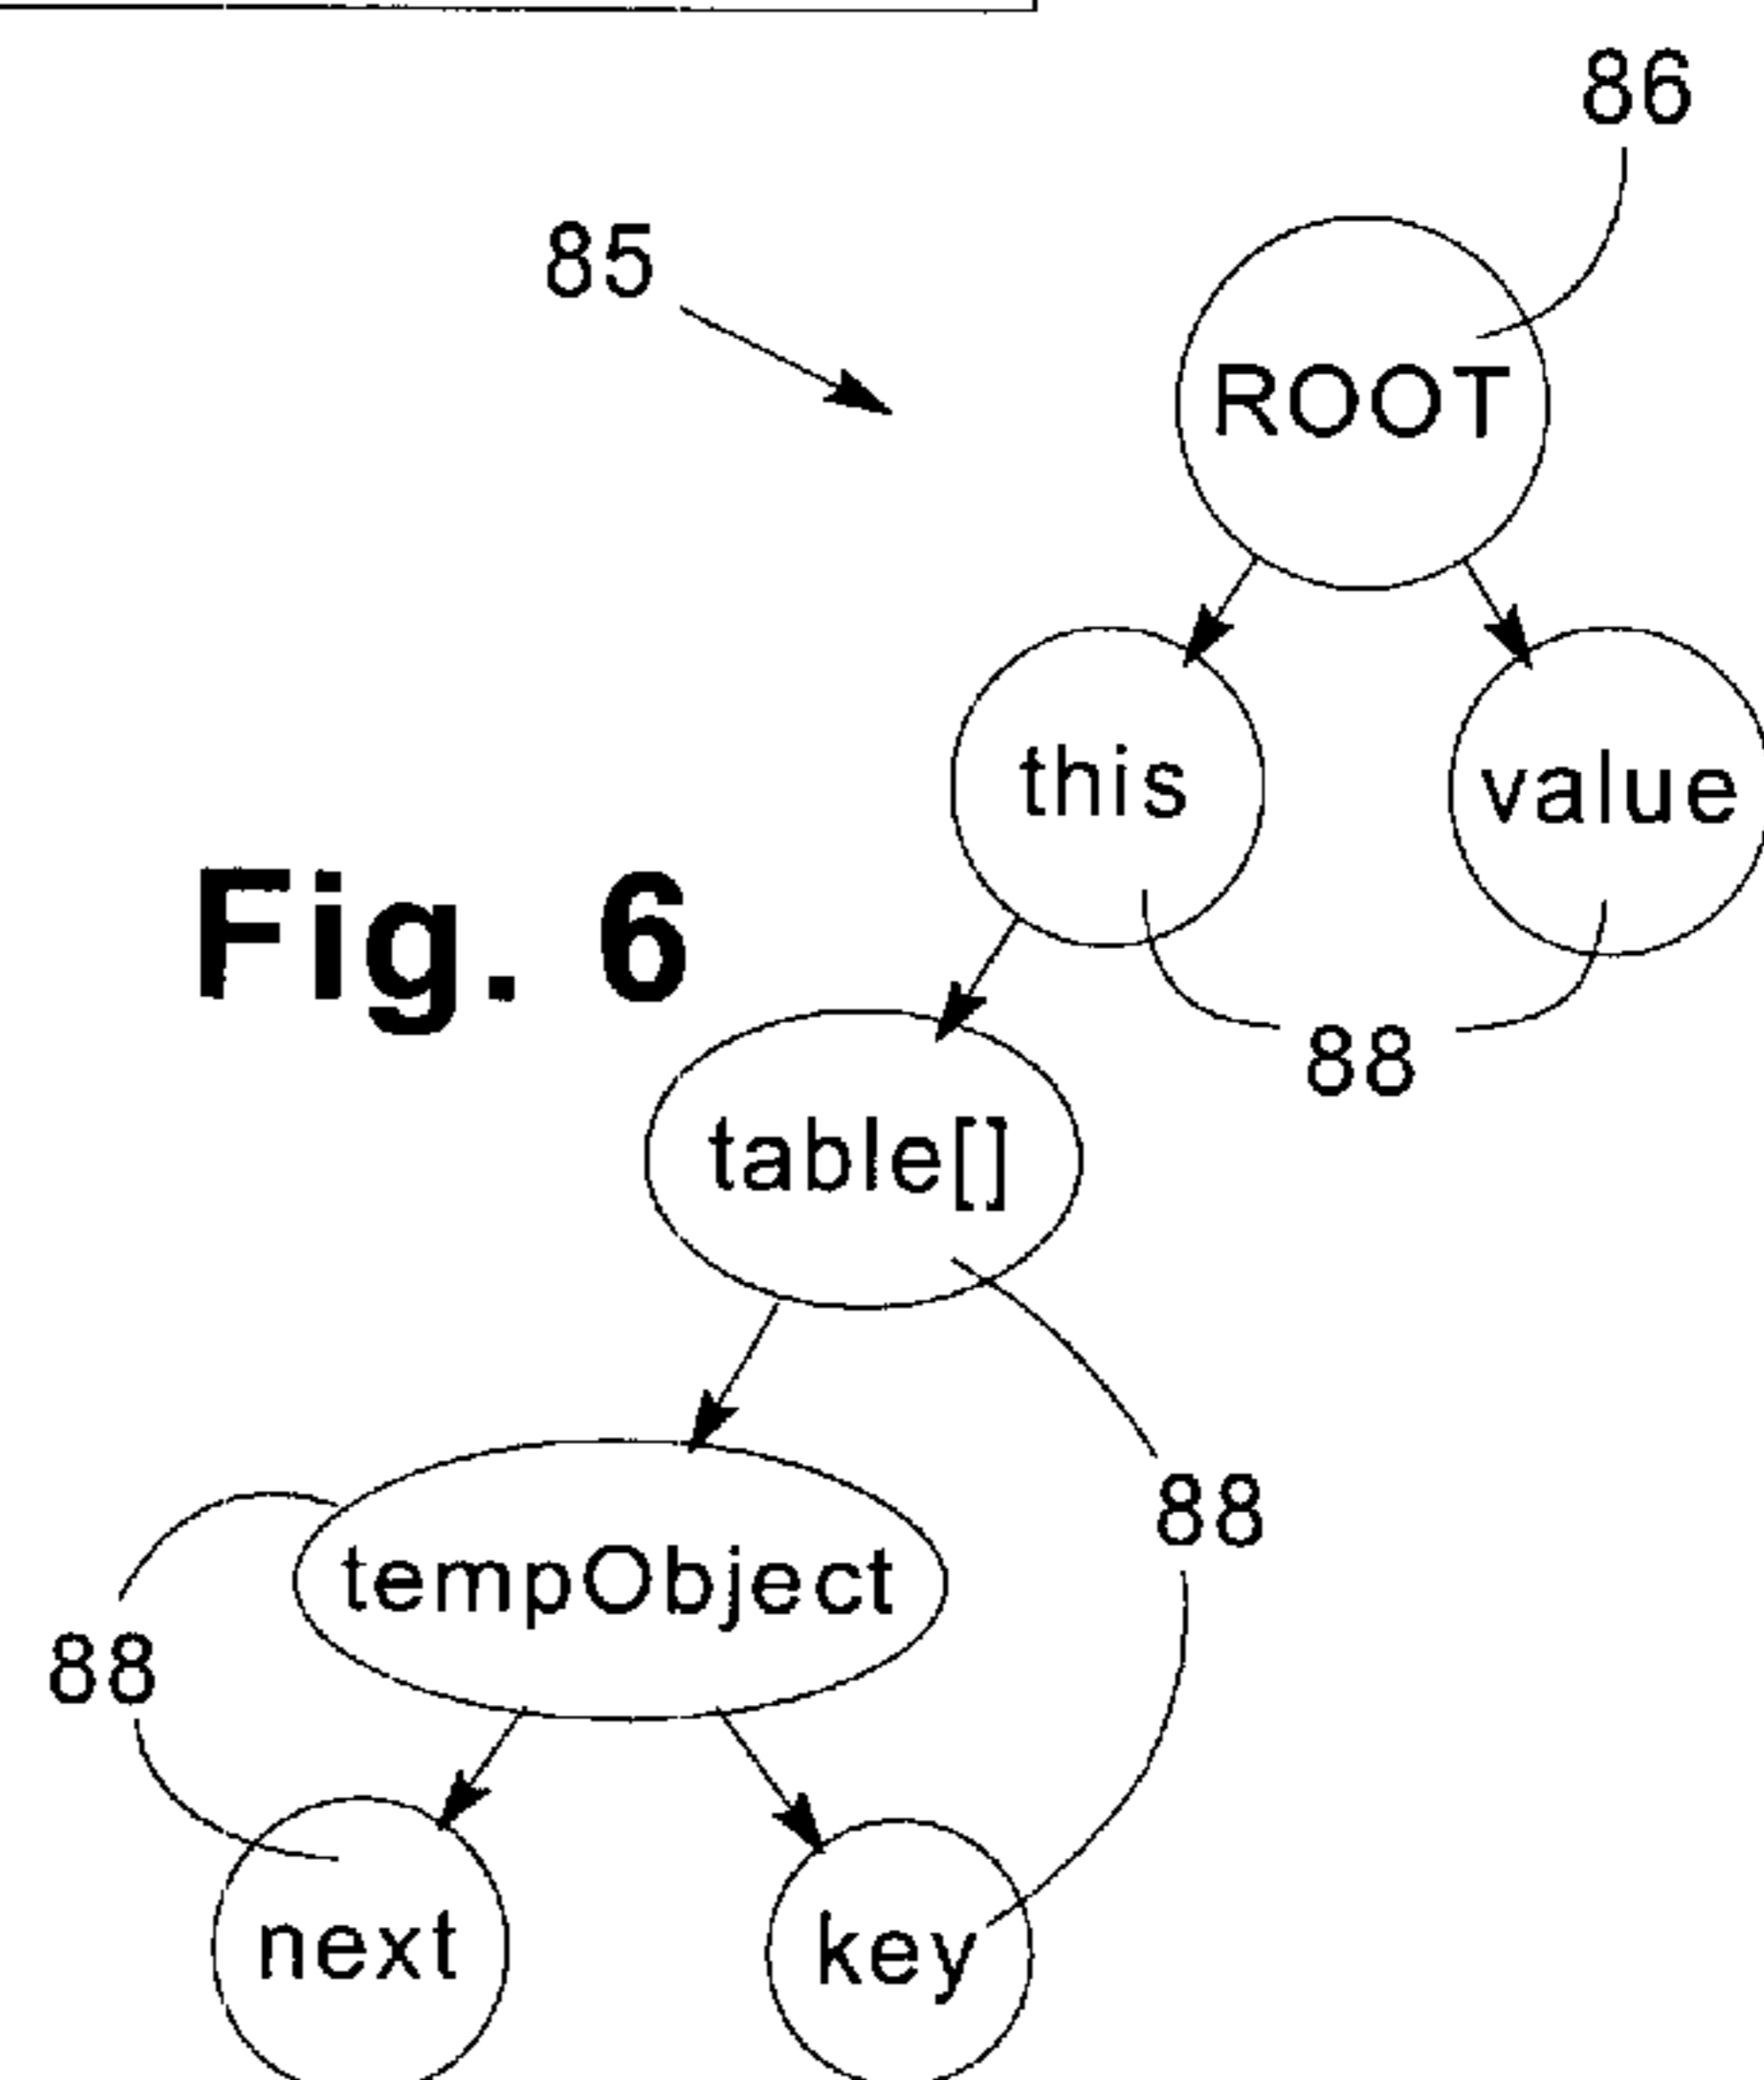 86
85
ROOT
this
value
Fig. 6
88
table[]
88
tempObject
88
next
key